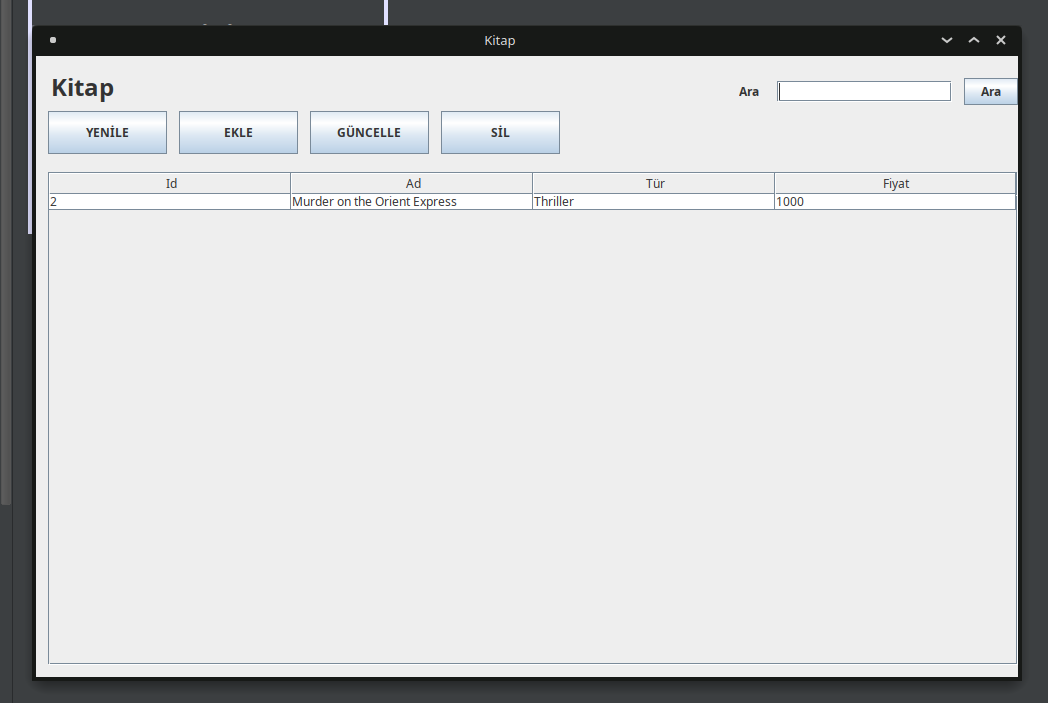 Kitap
Kitap
Ara
Ara
YENİLE
EKLE
GÜNCELLE
SİL
Id
Ad
Tür
Fiyat
2
Murder on the Orient Express
Thriller
1000